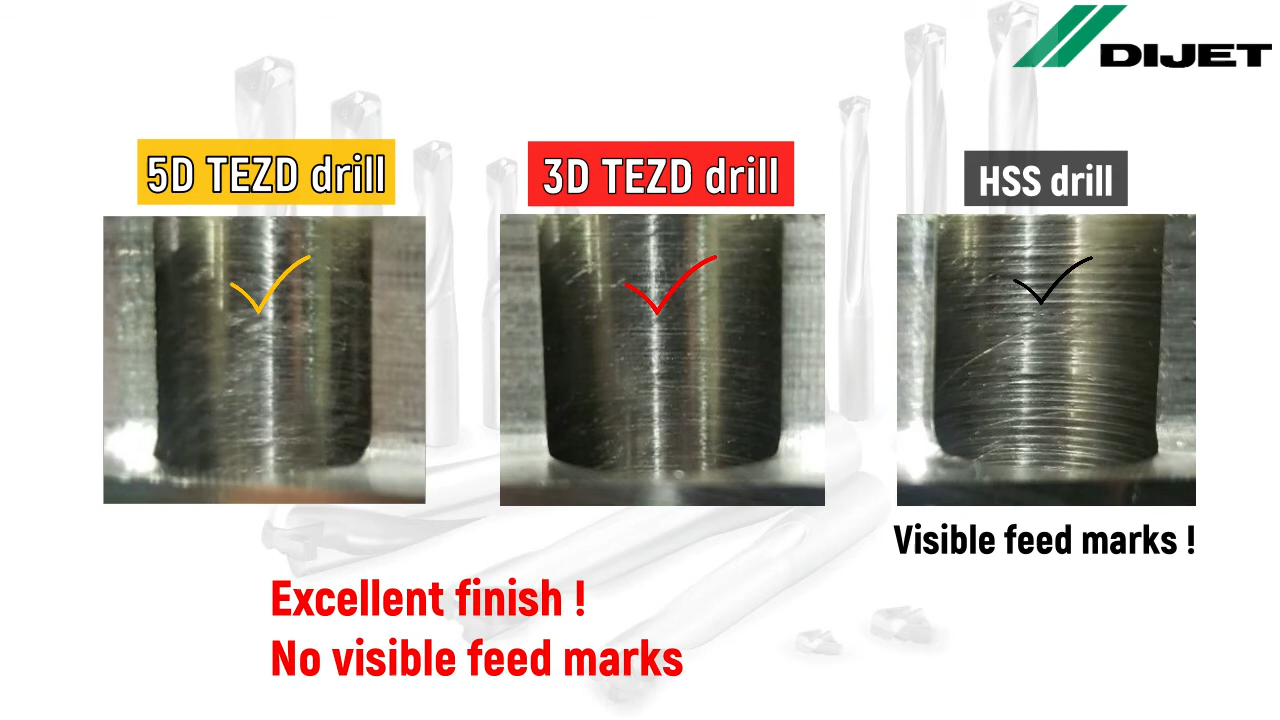 DIJET
5D TEZD drill
3D TEZD drill
HSS drill
Visible feed marks !
Excellent finish !
No visible feed marks